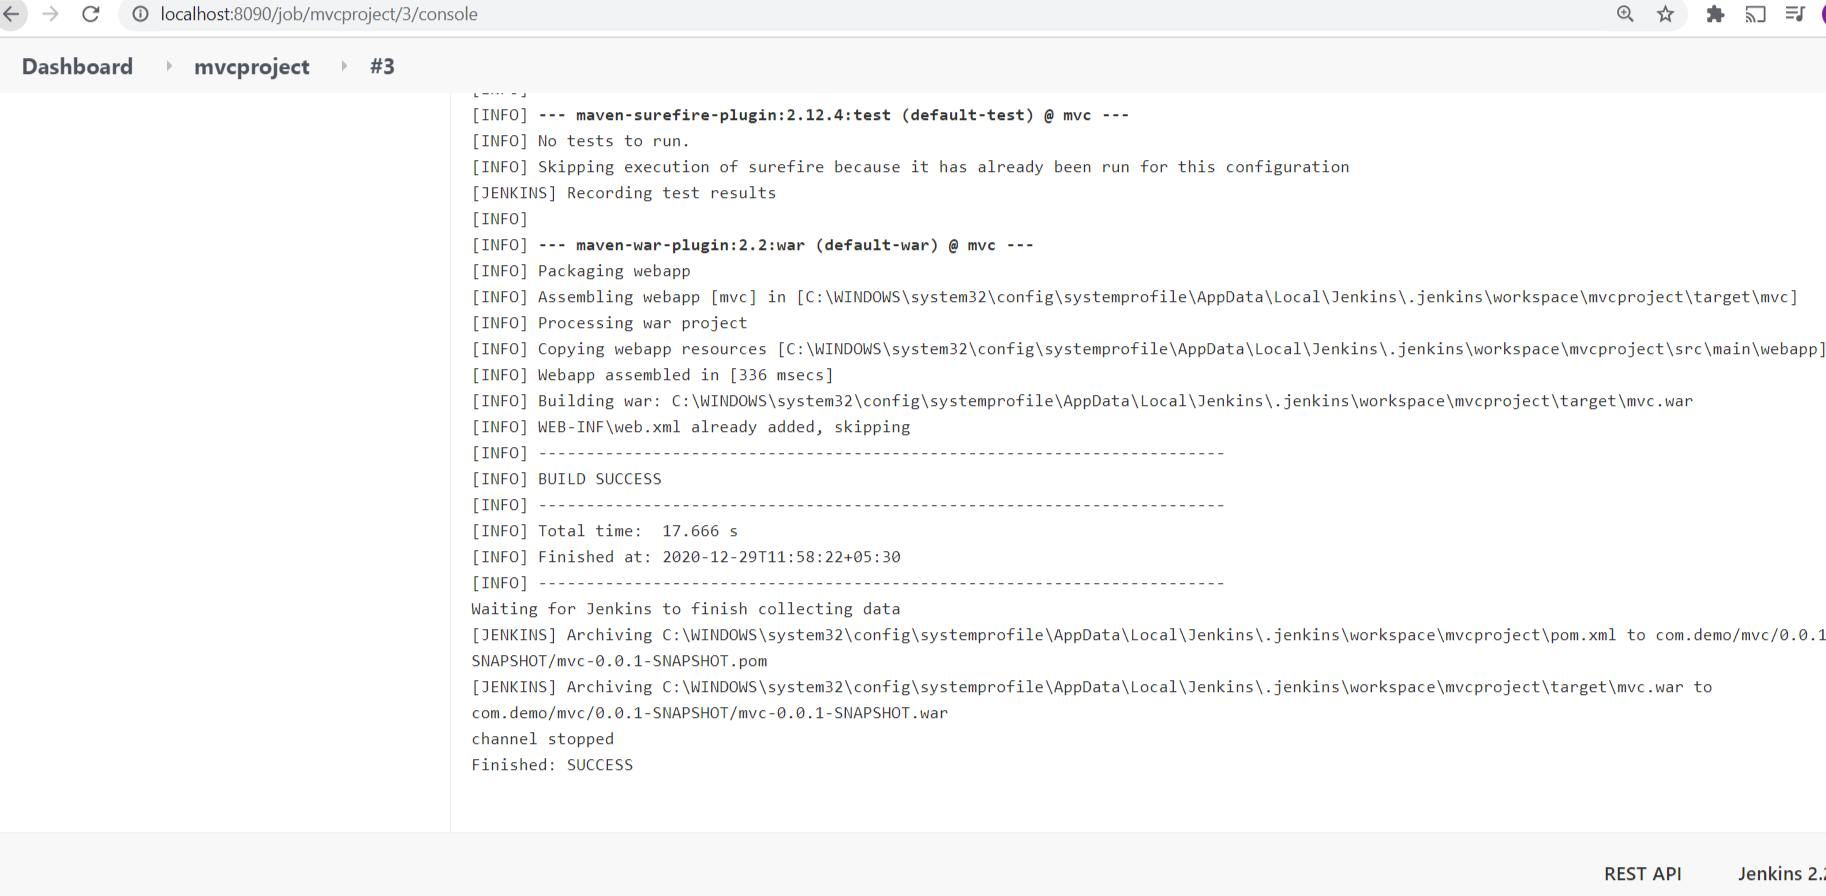 localhost:8090/job/mvcproject/3/console
Dashboard mvcproject #3
[INFO]
[INFO] --- maven-surefire-plugin:2.12.4:test (default-test) @ mvc ---
[INFO] No tests to run.
[INFO] Skipping execution of surefire because it has already been run for this configuration
[JENKINS] Recording test results
[INFO]
[INFO] --- maven-war-plugin:2.2:war (default-war) @ mvc ---
[INFO] Packaging webapp
[INFO] Assembling webapp [mvc] in [C:\WINDOWS\system32\config\systemprofile\AppData\Local\Jenkins\.jenkins\workspace\mvcproject\target\mvc]
[INFO] Processing war project
[INFO] Copying webapp resources [C:\WINDOWS\system32\config\systemprofile\AppData\Local\Jenkins\.jenkins\workspace\mvcproject\src\main\webapp]
[INFO] Webapp assembled in [336 msecs]
[INFO] Building war: C:\WINDOWS\system32\config\systemprofile\AppData\Local\Jenkins\.jenkins\workspace\mvcproject\target\mvc.war
[INFO] WEB-INF\web.xml already added, skipping
[INFO] ------------------------------------------------------------------------
[INFO] BUILD SUCCESS
[INFO] ------------------------------------------------------------------------
[INFO] Total time:  17.666 s
[INFO] Finished at: 2020-12-29T11:58:22+05:30
[INFO] ------------------------------------------------------------------------
Waiting for Jenkins to finish collecting data
[JENKINS] Archiving C:\WINDOWS\system32\config\systemprofile\AppData\Local\Jenkins\.jenkins\workspace\mvcproject\pom.xml to com.demo/mvc/0.0.1
SNAPSHOT/mvc-0.0.1-SNAPSHOT.pom
[JENKINS] Archiving C:\WINDOWS\system32\config\systemprofile\AppData\Local\Jenkins\.jenkins\workspace\mvcproject\target\mvc.war to
com.demo/mvc/0.0.1-SNAPSHOT/mvc-0.0.1-SNAPSHOT.war
channel stopped
Finished: SUCCESS
REST API Jenkins 2.